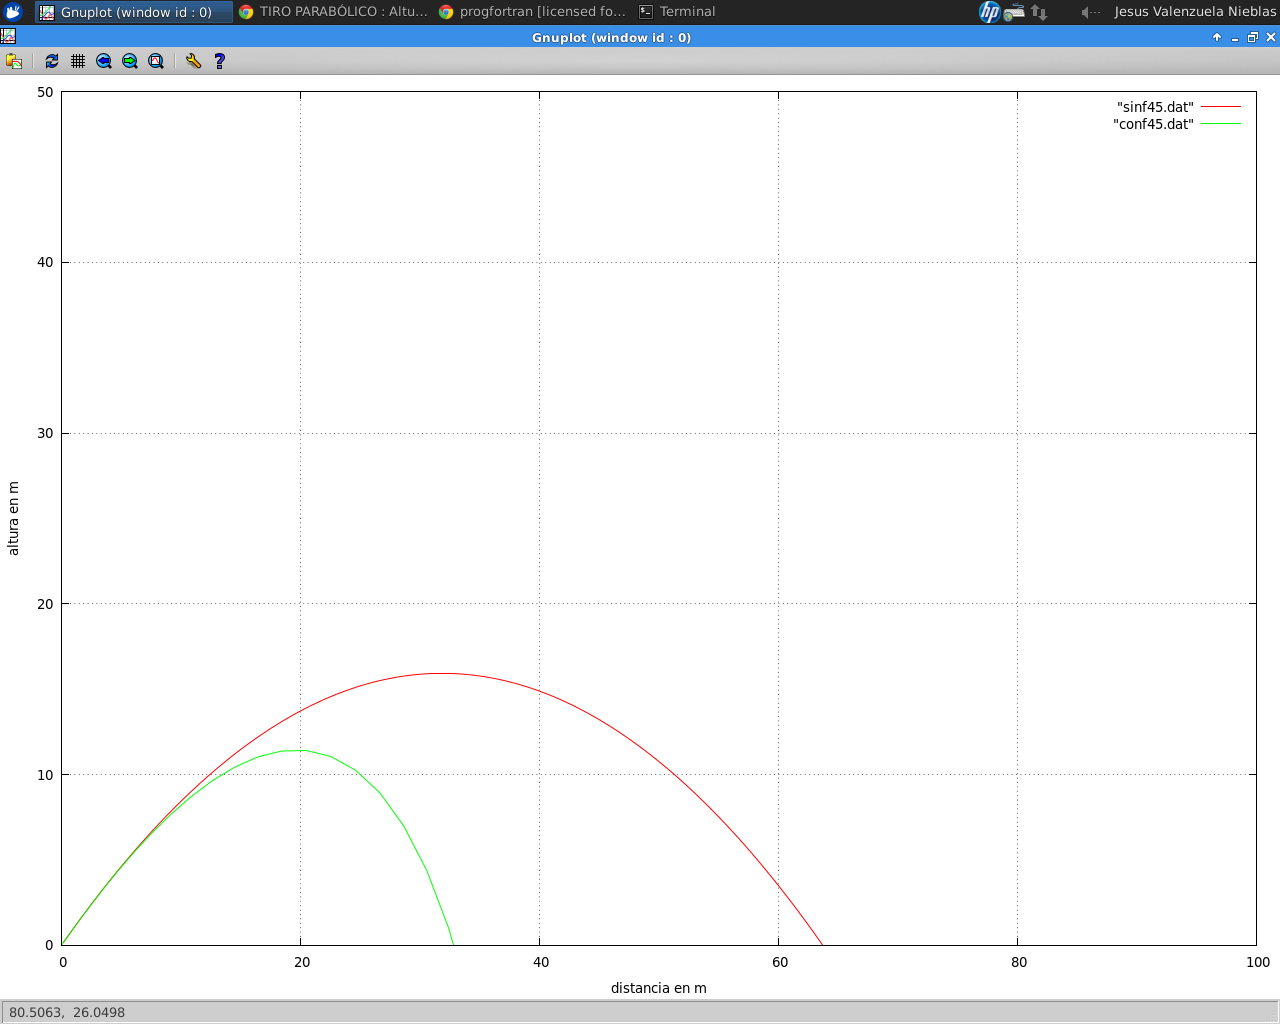 Gnuplot (window id : 0)
TIRO PARABÓLICO : Altu...
progfortran [licensed fo...
Terminal
hp
Jesus Valenzuela Nieblas
Gnuplot (window id : 0)
?
50
40
30
20
10
0
altura en m
"sinf45.dat"
"conf45.dat"
0 20 40 60 80 100
distancia en m
80.5063, 26.0498